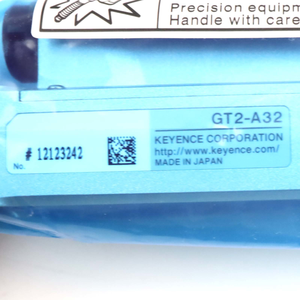 Precision equipm
Handle with care
GT2-A32
KEYENCE CORPORATION
http://www.keyence.com/
MADE IN JAPAN
# 12123242
No.